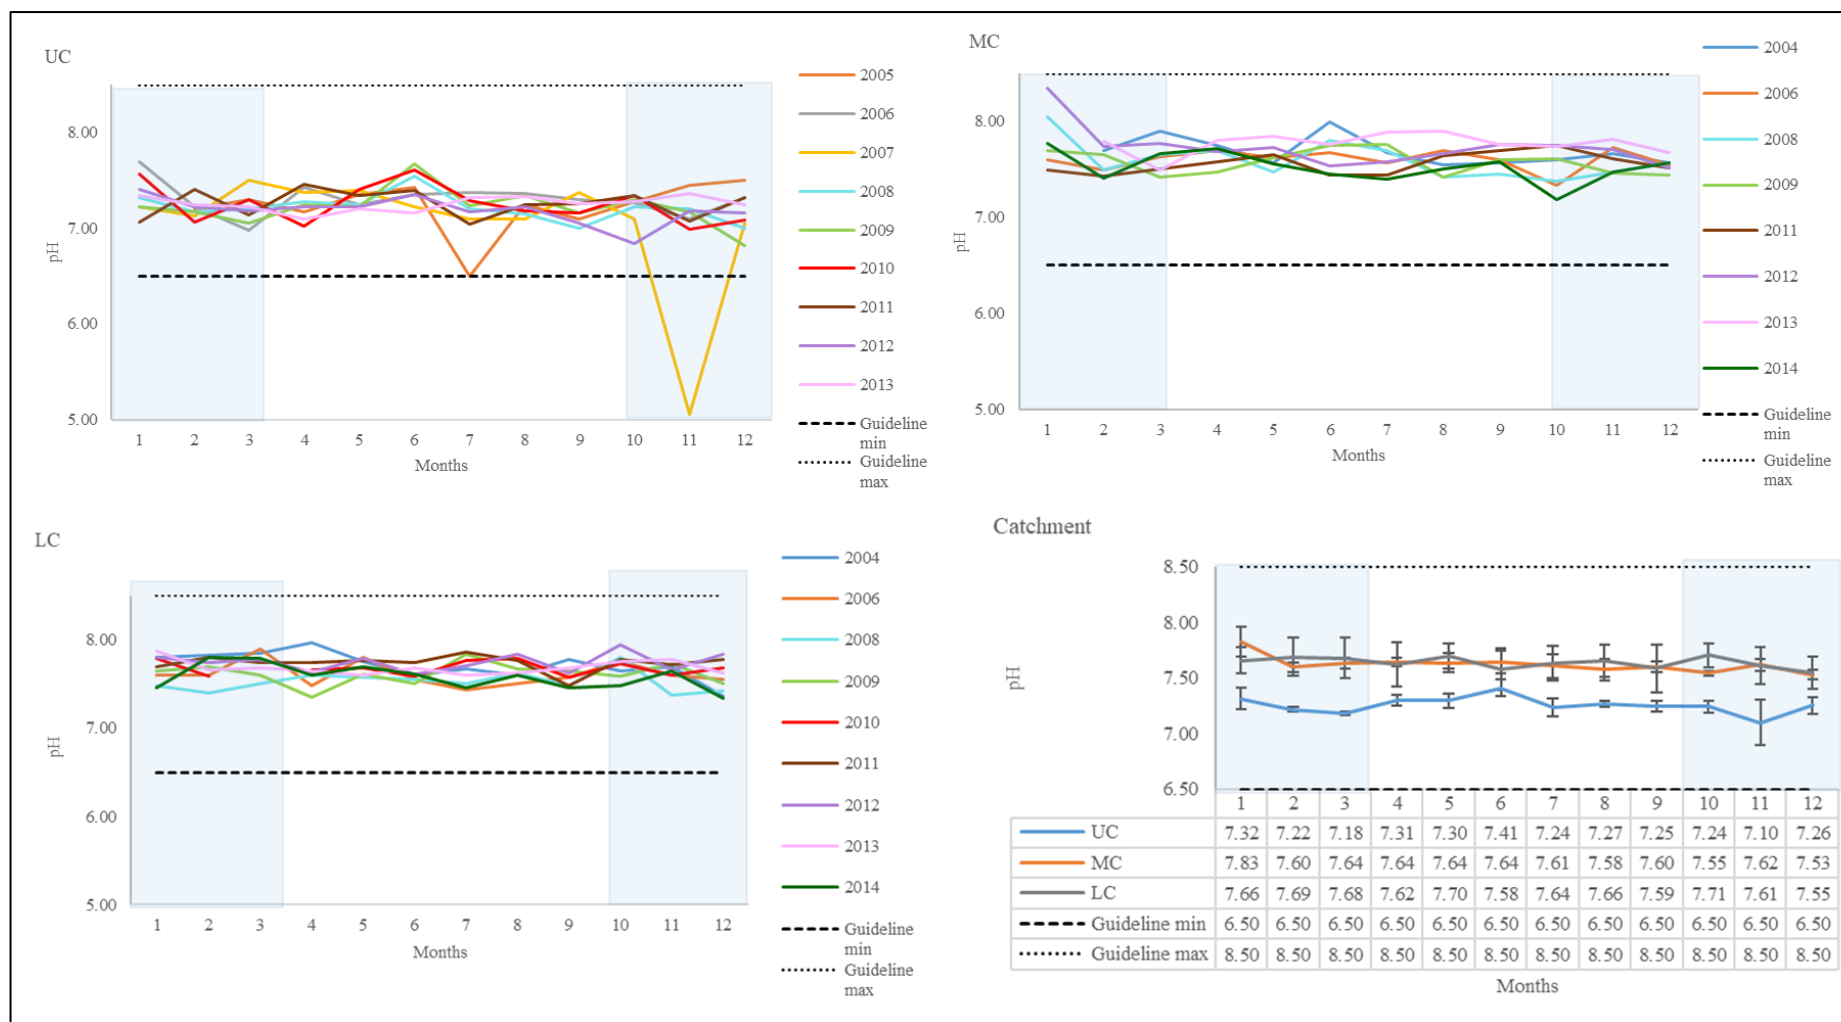 UC
8.00
7.00
6.00
5.00
pH
1 2 3 4 5 6 7 8 9 10 11 12
Months
2005
2006
2007
2008
2009
2010
2011
2012
2013
Guideline
min
Guideline
max
MC
8.00
7.00
6.00
5.00
pH
1 2 3 4 5 6 7 8 9 10 11 12
Months
2004
2006
2008
2009
2011
2012
2013
2014
Guideline
min
Guideline
max
LC
8.00
7.00
6.00
5.00
pH
1 2 3 4 5 6 7 8 9 10 11 12
Months
2004
2006
2008
2009
2010
2011
2012
2013
2014
Guideline
min
Guideline
max
Catchment
8.50
8.00
7.50
7.00
6.50
pH
1 2 3 4 5 6 7 8 9 10 11 12
UC 7.32 7.22 7.18 7.31 7.30 7.41 7.24 7.27 7.25 7.24 7.10 7.26
MC 7.83 7.60 7.64 7.64 7.64 7.64 7.61 7.58 7.60 7.55 7.62 7.53
LC 7.66 7.69 7.68 7.62 7.70 7.58 7.64 7.66 7.59 7.71 7.61 7.55
Guideline min 6.50 6.50 6.50 6.50 6.50 6.50 6.50 6.50 6.50 6.50 6.50 6.50
Guideline max 8.50 8.50 8.50 8.50 8.50 8.50 8.50 8.50 8.50 8.50 8.50 8.50
Months